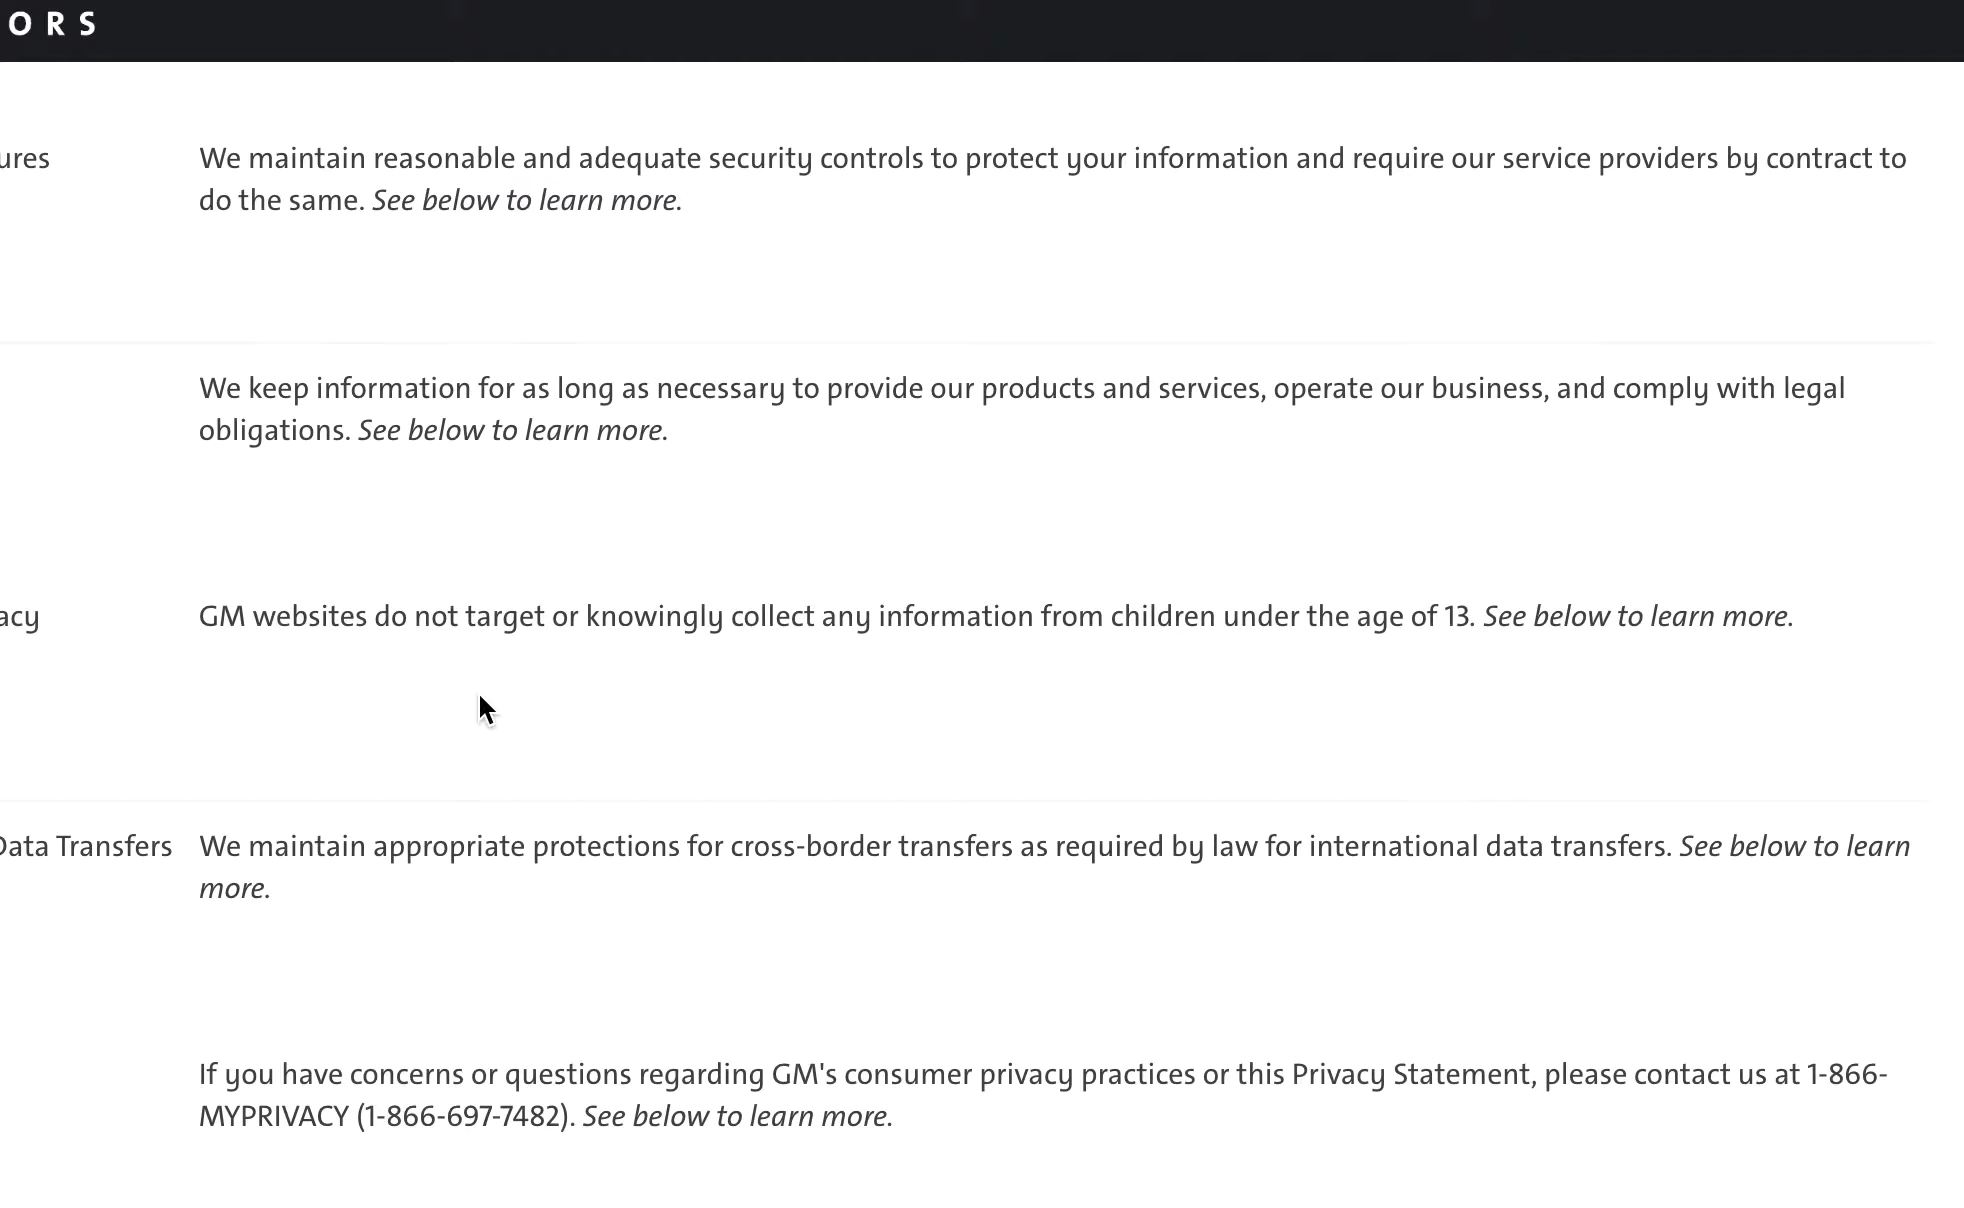 ORS
ures
We maintain reasonable and adequate security controls to protect your information and require our service providers by contract to
do the same. See below to learn more.
We keep information for as long as necessary to provide our products and services, operate our business, and comply with legal
obligations. See below to learn more.
acy
GM websites do not target or knowingly collect any information from children under the age of 13. See below to learn more.
Data Transfers
We maintain appropriate protections for cross-border transfers as required by law for international data transfers. See below to learn
more.
If you have concerns or questions regarding GM's consumer privacy practices or this Privacy Statement, please contact us at 1-866-
MYPRIVACY (1-866-697-7482). See below to learn more.